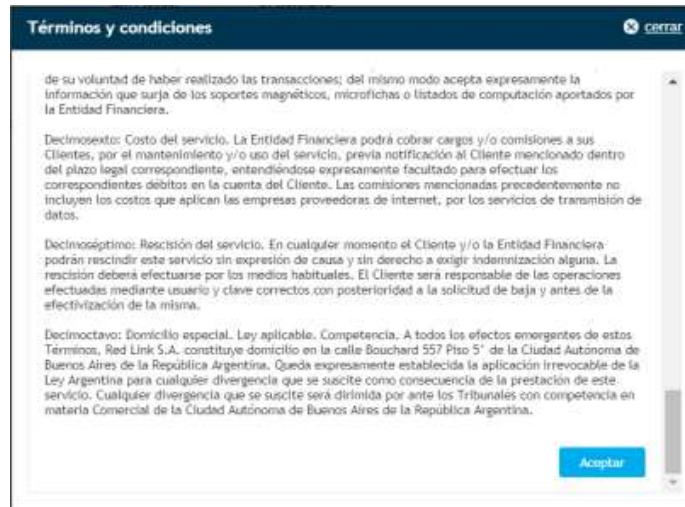 Términos y condiciones
cerrar
de su voluntad de haber realizado las transacciones; del mismo modo acepta expresamente la
información que surja de los soportes magnéticos, microfichas o listados de computación aportados por
la Entidad Financiera.
Decimosexto: Costo del servicio. La Entidad Financiera podrá cobrar cargos y/o comisiones a sus
Clientes, por el mantenimiento y/o uso del servicio, previa notificación al Cliente mencionado dentro
del plazo legal correspondiente, entendiéndose expresamente facultado para efectuar los
correspondientes débitos en la cuenta del Cliente. Las comisiones mencionadas precedentemente no
incluyen los costos que aplican las empresas proveedoras de internet, por los servicios de transmisión de
datos.
Decimoséptimo: Rescisión del servicio. En cualquier momento el Cliente y/o la Entidad Financiera
podrán rescindir este servicio sin expresión de causa y sin derecho a exigir indemnización alguna. La
rescisión deberá efectuarse por los medios habituales. El Cliente será responsable de las operaciones
efectuadas mediante usuario y clave correctos con posterioridad a la solicitud de baja y antes de la
efectivización de la misma.
Decimoctavo: Domicilio especial. Ley aplicable. Competencia. A todos los efectos emergentes de estos
Términos, Red Link S.A. constituye domicilio en la calle Bouchard 557 Piso 5° de la Ciudad Autónoma de
Buenos Aires de la República Argentina. Queda expresamente establecida la aplicación irrevocable de la
Ley Argentina para cualquier divergencia que se suscite como consecuencia de la prestación de este
servicio. Cualquier divergencia que se suscite será dirimida por ante los Tribunales con competencia en
materia Comercial de la Ciudad Autónoma de Buenos Aires de la República Argentina.
Aceptar